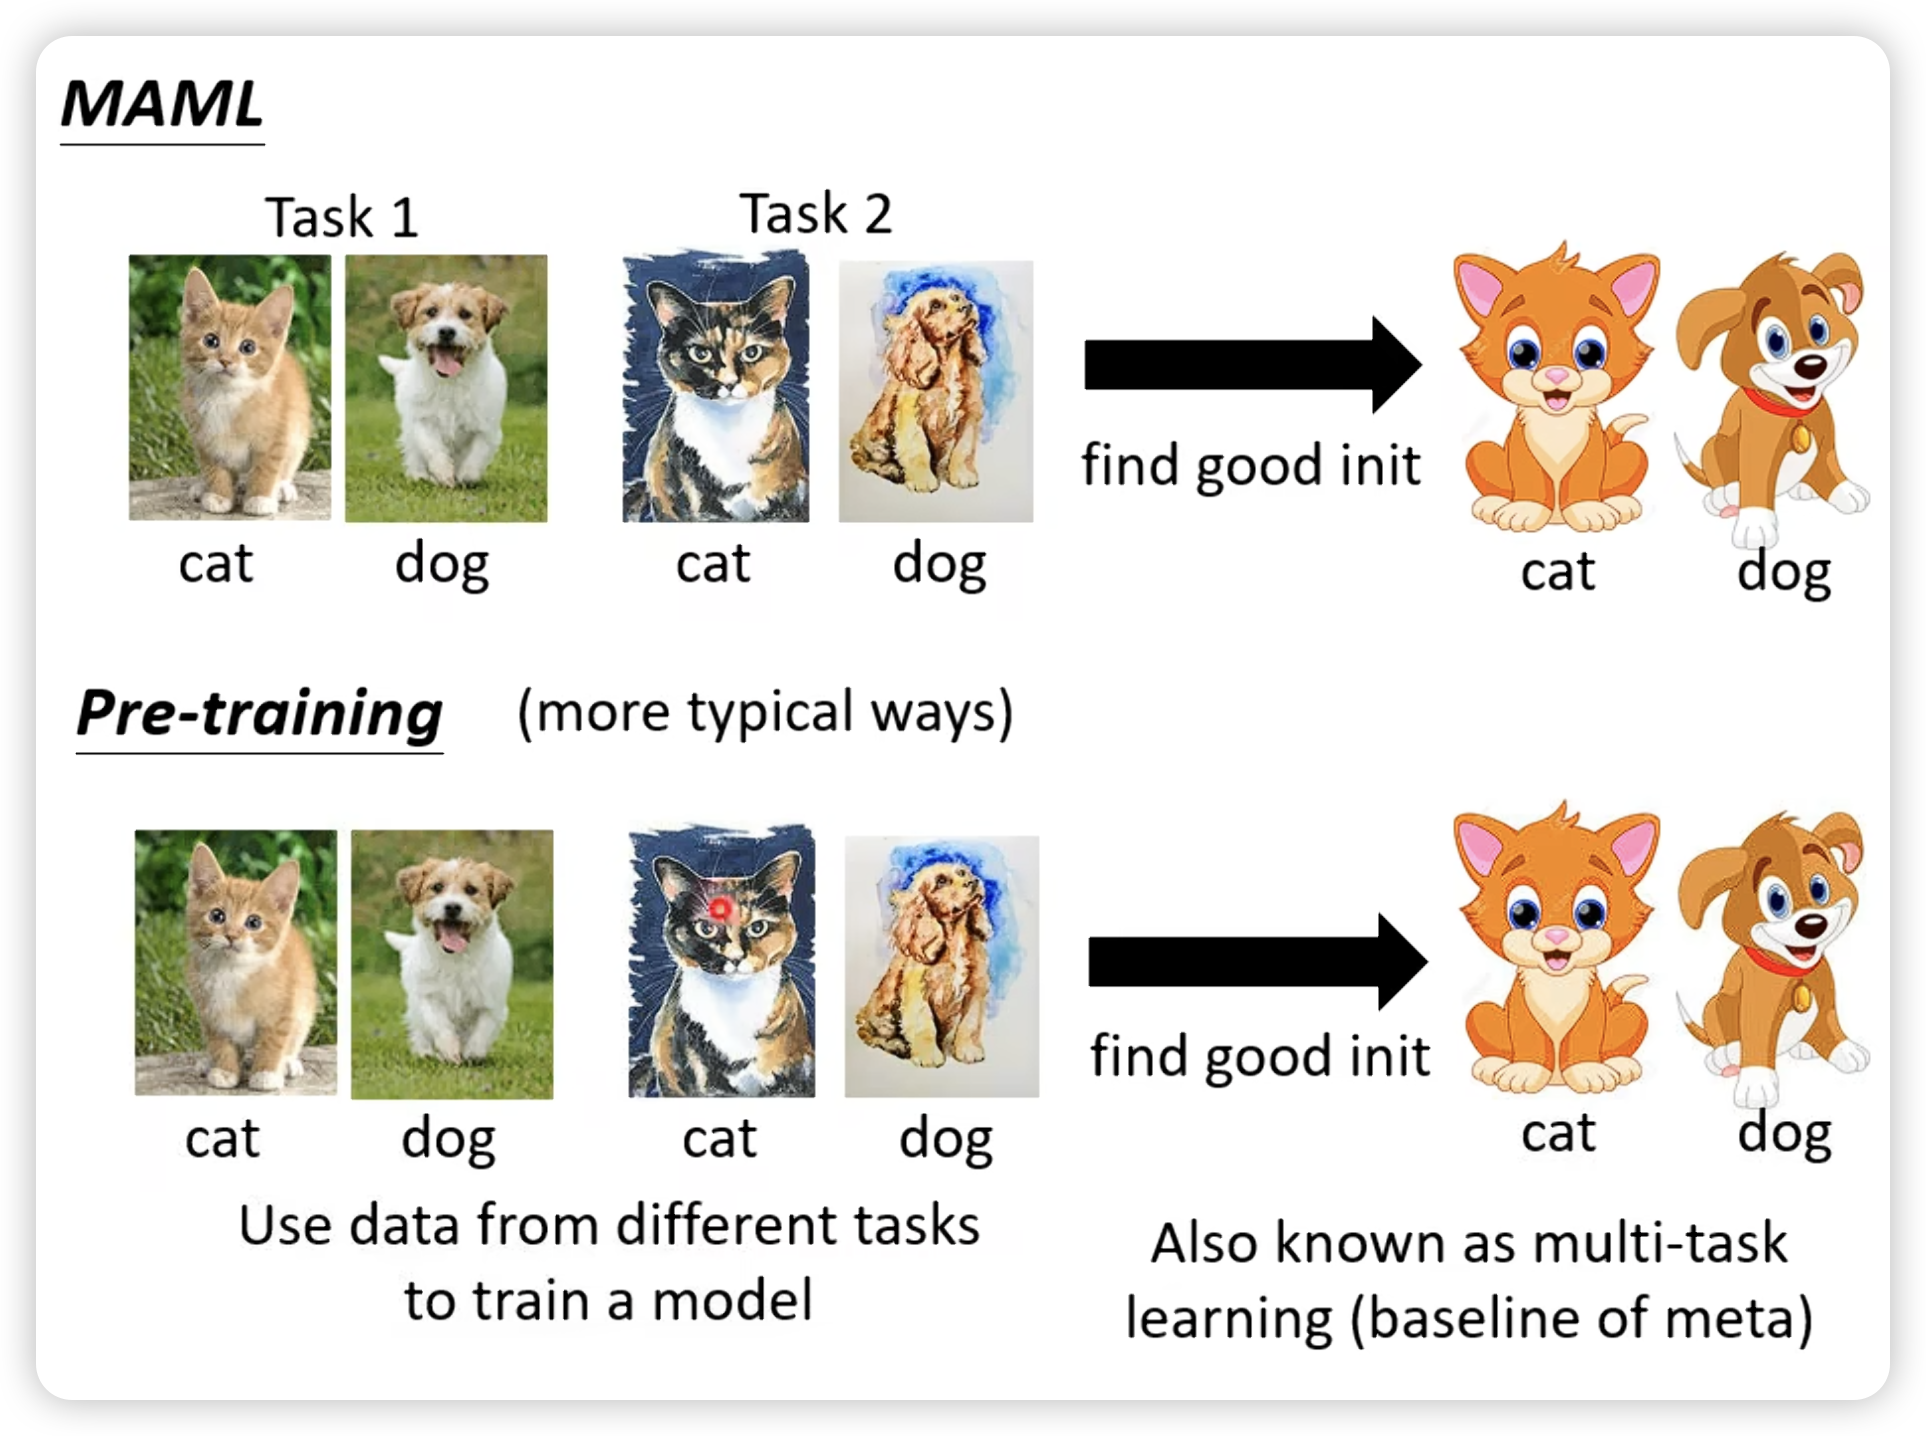 MAML
Task 1
Task 2
cat
dog
cat
dog
find good init
cat
dog
Pre-training
(more typical ways)
cat
dog
cat
dog
find good init
cat
dog
Use data from different tasks
to train a model
Also known as multi-task
learning (baseline of meta)